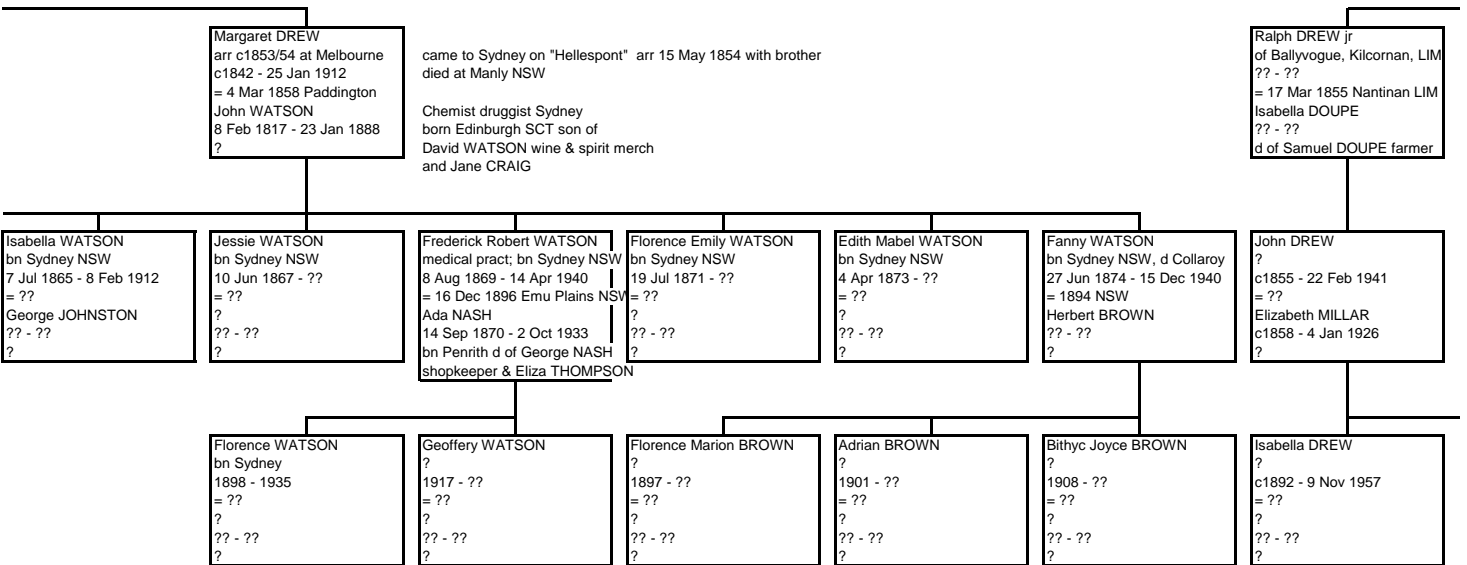 Margaret DREW
arr c1853/54 at Melbourne
c1842 - 25 Jan 1912
= 4 Mar 1858 Paddington
John WATSON
8 Feb 1817 - 23 Jan 1888
?
came to Sydney on "Hellespont"  arr 15 May 1854 with brother
died at Manly NSW
Chemist druggist Sydney
born Edinburgh SCT son of
David WATSON wine & spirit merch
and Jane CRAIG
Ralph DREW jr
of Ballyvogue, Kilcornan, LIM
?? - ??
= 17 Mar 1855 Nantinan LIM
Isabella DOUPE
?? - ??
d of Samuel DOUPE farmer
Isabella WATSON
bn Sydney NSW
7 Jul 1865 - 8 Feb 1912
= ??
George JOHNSTON
?? - ??
?
Jessie WATSON
bn Sydney NSW
10 Jun 1867 - ??
= ??
?
?? - ??
?
Frederick Robert WATSON
medical pract; bn Sydney NSW
8 Aug 1869 - 14 Apr 1940
= 16 Dec 1896 Emu Plains NSW
Ada NASH
14 Sep 1870 - 2 Oct 1933
bn Penrith d of George NASH
shopkeeper & Eliza THOMPSON
Florence Emily WATSON
bn Sydney NSW
19 Jul 1871 - ??
= ??
?
?? - ??
?
Edith Mabel WATSON
bn Sydney NSW
4 Apr 1873 - ??
= ??
?
?? - ??
?
Fanny WATSON
bn Sydney NSW, d Collaroy
27 Jun 1874 - 15 Dec 1940
= 1894 NSW
Herbert BROWN
?? - ??
?
John DREW
?
c1855 - 22 Feb 1941
= ??
Elizabeth MILLAR
c1858 - 4 Jan 1926
?
Florence WATSON
bn Sydney
1898 - 1935
= ??
?
?? - ??
?
Geoffery WATSON
?
1917 - ??
= ??
?
?? - ??
?
Florence Marion BROWN
?
1897 - ??
= ??
?
?? - ??
?
Adrian BROWN
?
1901 - ??
= ??
?
?? - ??
?
Bithyc Joyce BROWN
?
1908 - ??
= ??
?
?? - ??
?
Isabella DREW
?
c1892 - 9 Nov 1957
= ??
?
?? - ??
?